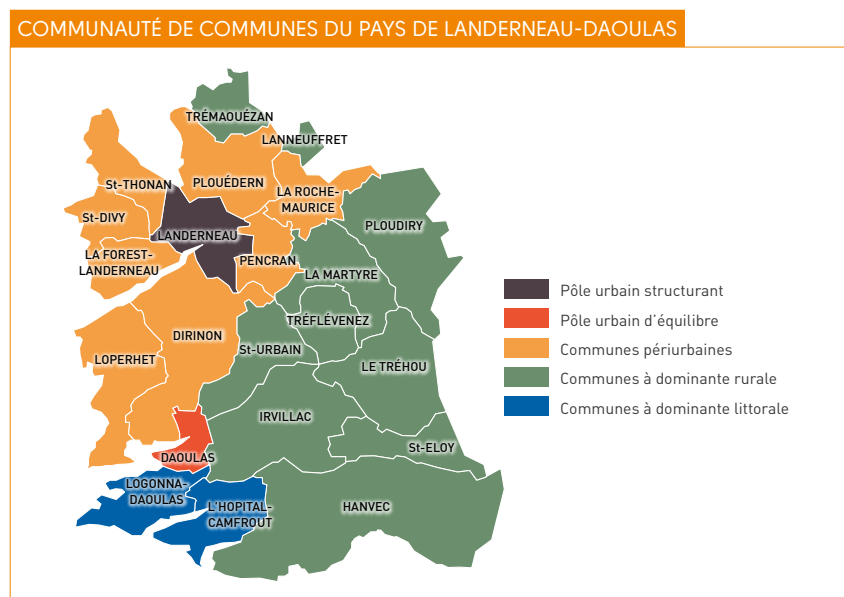 COMMUNAUTÉ DE COMMUNES DU PAYS DE LANDERNEAU-DAOULAS
TRÉMAOUÉZAN
LANNEUFFRET
St-THONAN
PLOUÉDERN
LA ROCHE-
MAURICE
St-DIVY
LANDERNEAU
PLOUDIRY
LA FOREST-
LANDERNEAU
PENCRAN
LA MARTYRE
DIRINON
TRÉFLÉVENEZ
LOPERHET
St-URBAIN
LE TRÉHOU
IRVILLAC
St-ELOY
DAOULAS
LOGONNA-
DAOULAS
L'HOPITAL-
CAMFROUT
HANVEC
Pôle urbain structurant
Pôle urbain d'équilibre
Communes périurbaines
Communes à dominante rurale
Communes à dominante littorale